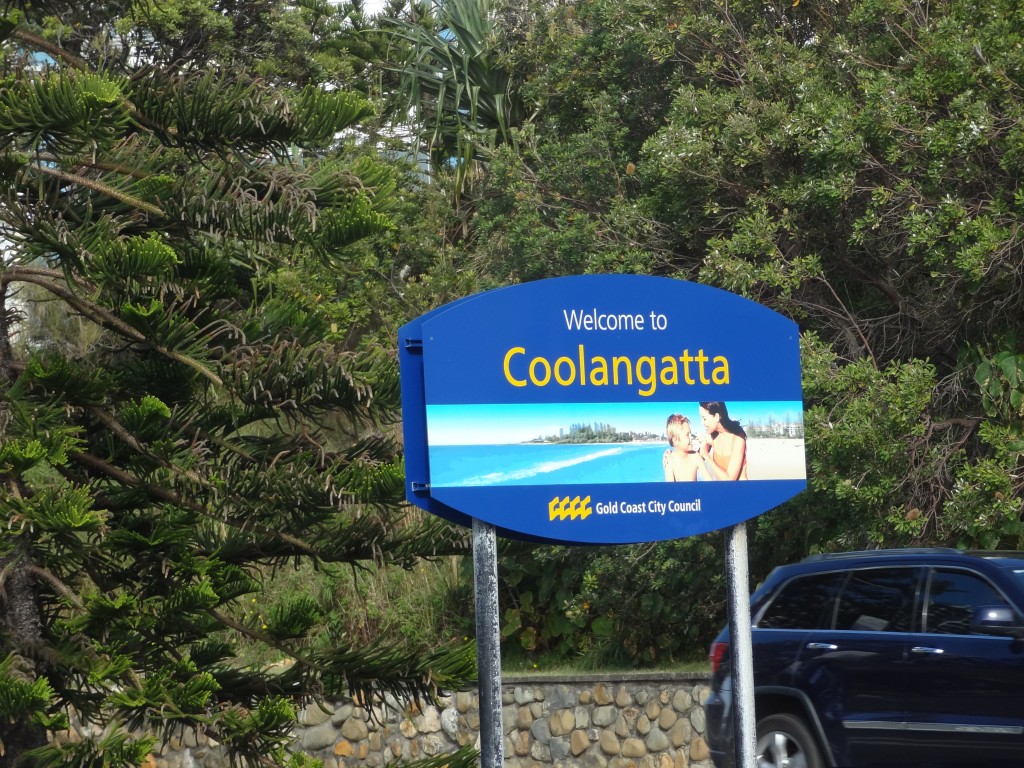 Welcome to
Coolangatta
Gold Coast City Council